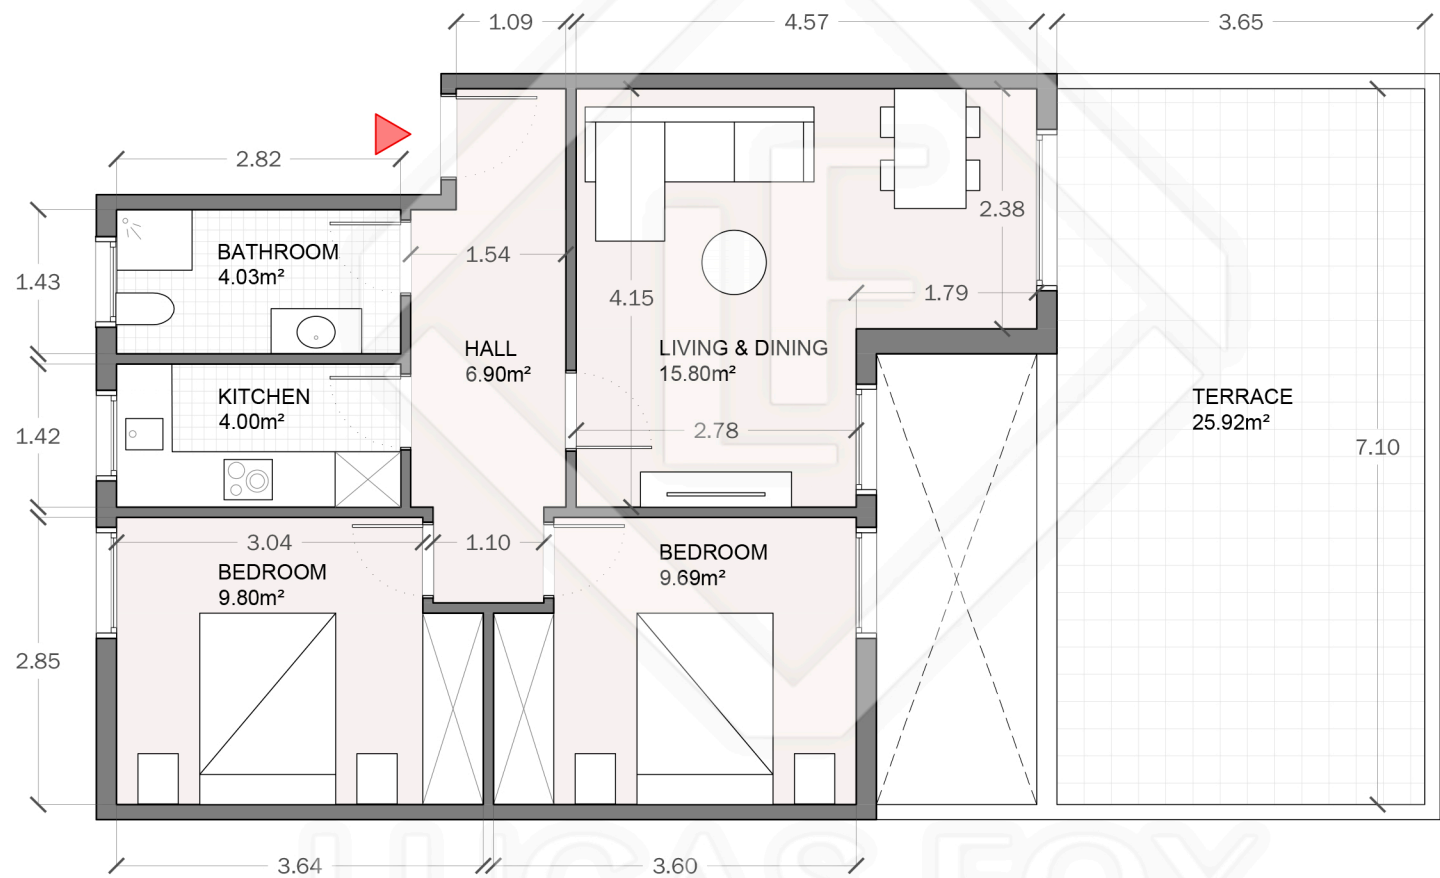 1.09
4.57
3.65
2.82
2.38
BATHROOM
4.03m²
1.54
1.43
4.15
1.79
HALL
6.90m²
LIVING & DINING
15.80m²
KITCHEN
4.00m²
TERRACE
25.92m²
1.42
2.78
7.10
3.04
1.10
BEDROOM
9.69m²
BEDROOM
9.80m²
2.85
3.64
3.60
LUCAS FOX